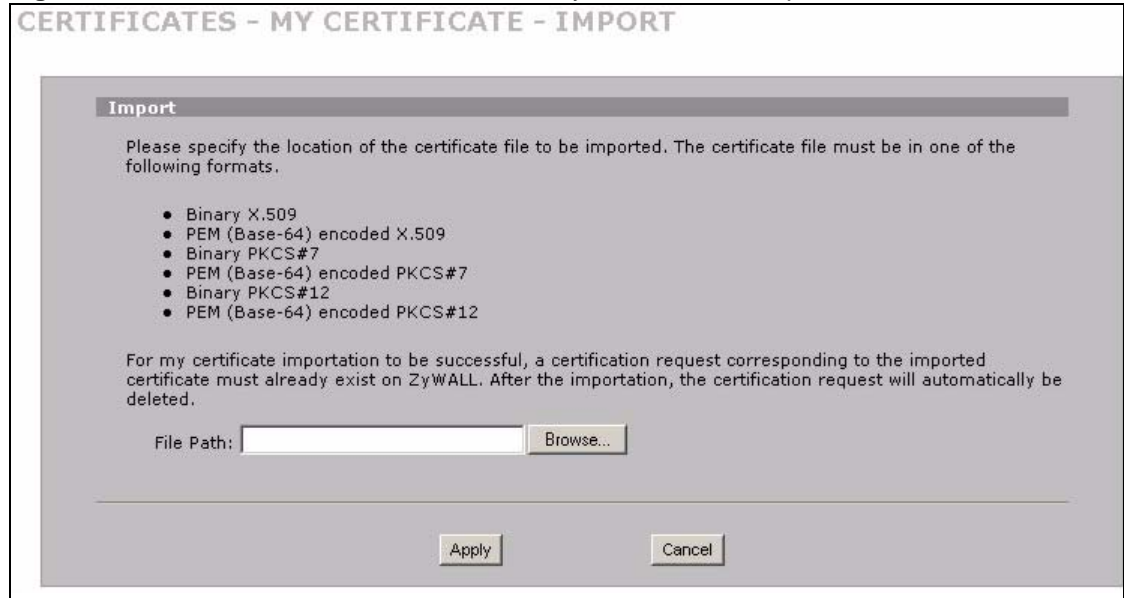 CERTIFICATES - MY CERTIFICATE - IMPORT
Import
Please specify the location of the certificate file to be imported. The certificate file must be in one of the
following formats.
● Binary X.509
● PEM (Base-64) encoded X.509
● Binary PKCS#7
● PEM (Base-64) encoded PKCS#7
● Binary PKCS#12
● PEM (Base-64) encoded PKCS#12
For my certificate importation to be successful, a certification request corresponding to the imported
certificate must already exist on ZyWALL. After the importation, the certification request will automatically be
deleted.
File Path: Browse...
Apply Cancel